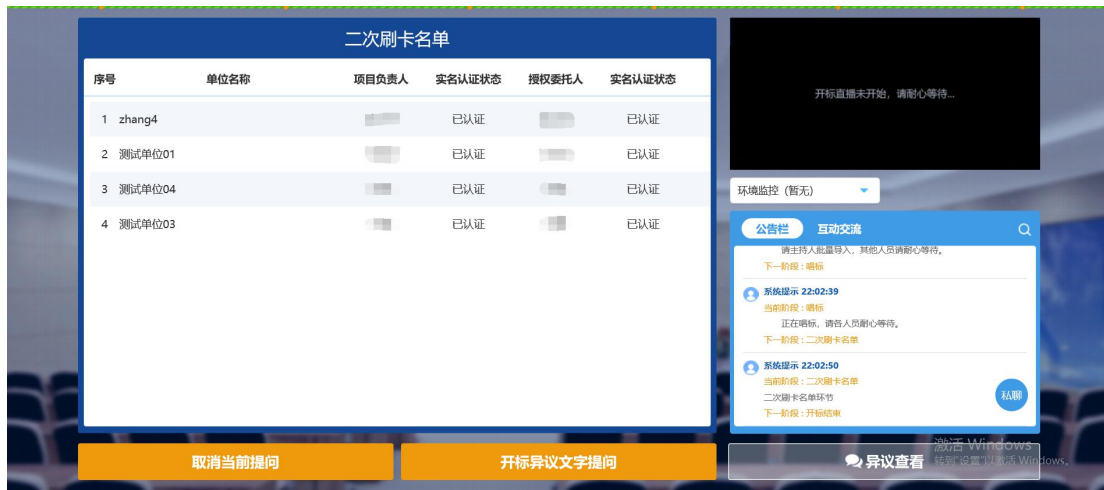 二次刷卡名单
序号 单位名称 项目负责人 实名认证状态 授权委托人 实名认证状态
1 zhang4 已认证 已认证
2 测试单位01 已认证 已认证
3 测试单位04 已认证 已认证
4 测试单位03 已认证 已认证
取消当前提问
开标异议文字提问
开标直播未开始，请耐心等待...
环境监控（暂无）
公告栏 互动交流
请主持人批量导入，其他人员请耐心等待。
下一阶段：唱标
系统提示 22:02:39
当前阶段：唱标
正在唱标，请各人员耐心等待。
下一阶段：二次刷卡名单
系统提示 22:02:50
当前阶段：二次刷卡名单
二次刷卡名单环节
下一阶段：开标结束
私聊
异议查看
激活 Windows
转到"设置"以激活 Windows。